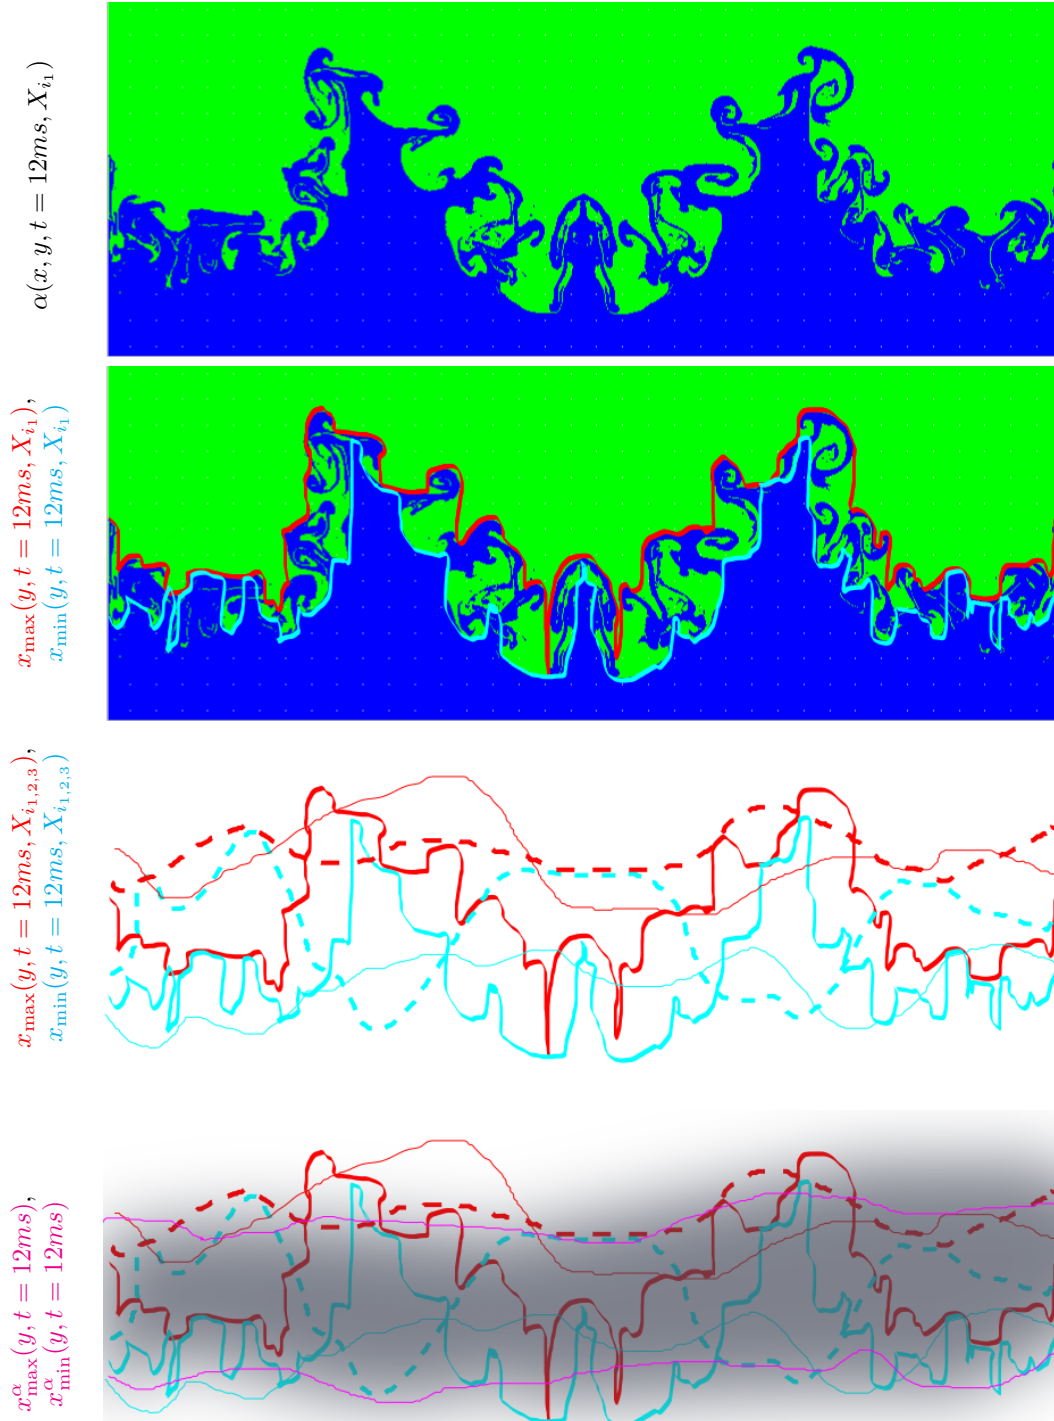 α(x, y, t = 12ms, X_{i_1})
x_max(y, t = 12ms, X_{i_1}),
x_min(y, t = 12ms, X_{i_1})
x_max(y, t = 12ms, X_{i_{1,2,3}}),
x_min(y, t = 12ms, X_{i_{1,2,3}})
x^α_max(y, t = 12ms),
x^α_min(y, t = 12ms)